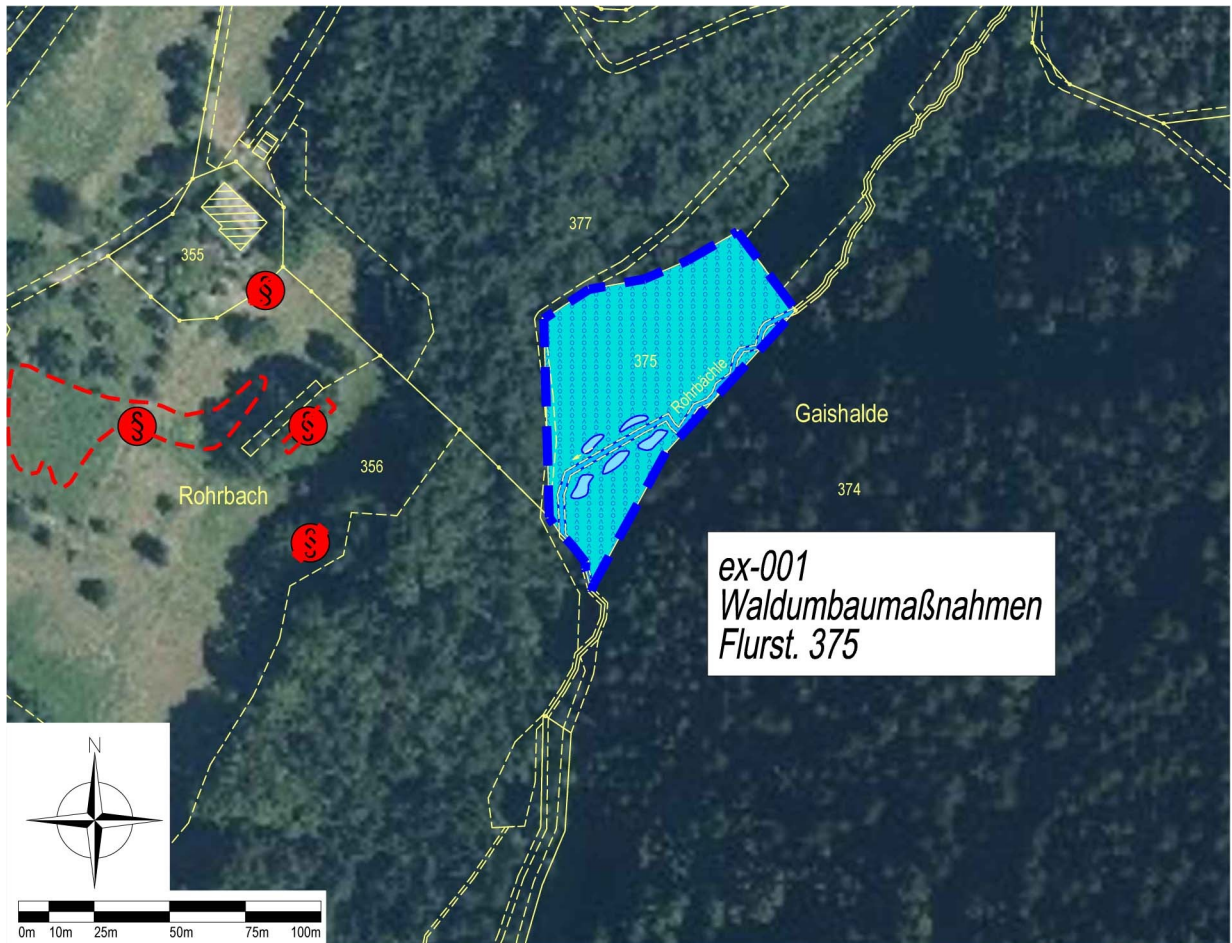 377
355
§
375
Rohrbächle
Gaishalde
§
§
356
374
Rohrbach
§
ex-001
Waldumbaumaßnahmen
Flurst. 375
N
0m 10m 25m 50m 75m 100m